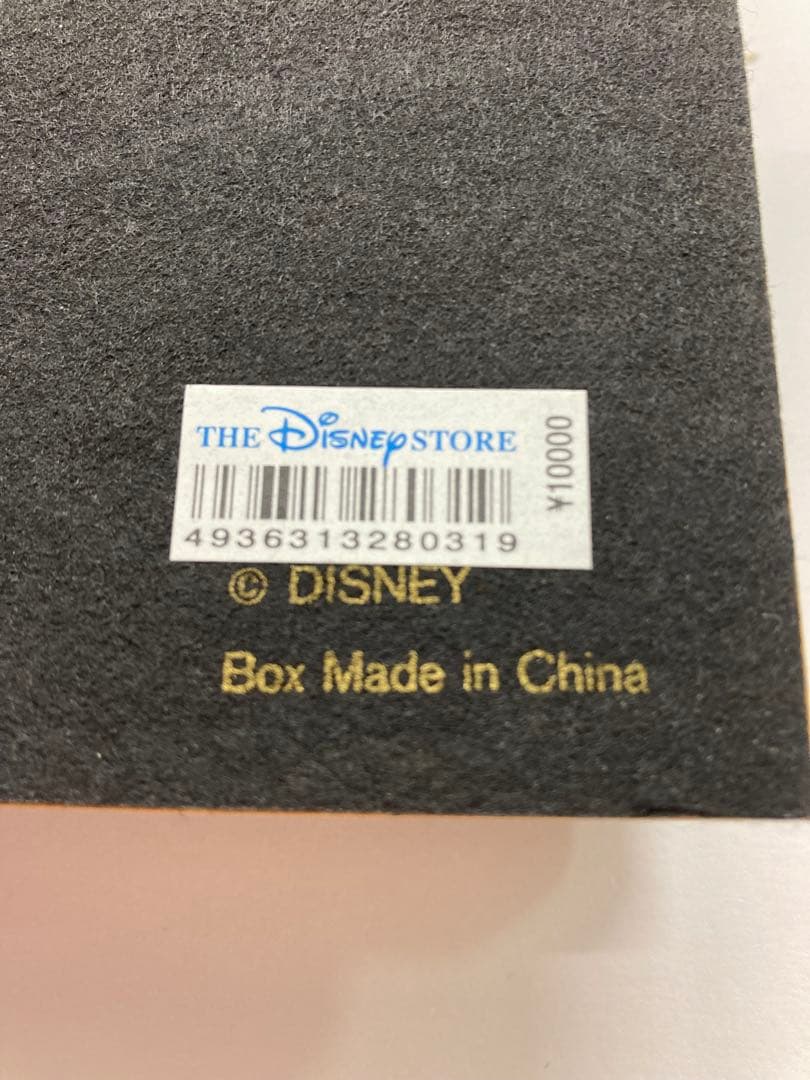 THE DISNEY STORE
¥10000
4936313280319
© DISNEY
Box Made in China